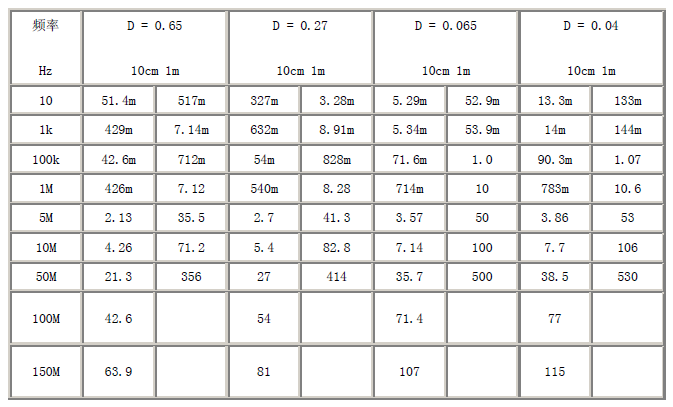 频率 D = 0.65 D = 0.27 D = 0.065 D = 0.04
Hz 10cm 1m 10cm 1m 10cm 1m 10cm 1m
10 51.4m 517m 327m 3.28m 5.29m 52.9m 13.3m 133m
1k 429m 7.14m 632m 8.91m 5.34m 53.9m 14m 144m
100k 42.6m 712m 54m 828m 71.6m 1.0 90.3m 1.07
1M 426m 7.12 540m 8.28 714m 10 783m 10.6
5M 2.13 35.5 2.7 41.3 3.57 50 3.86 53
10M 4.26 71.2 5.4 82.8 7.14 100 7.7 106
50M 21.3 356 27 414 35.7 500 38.5 530
100M 42.6 54 71.4 77
150M 63.9 81 107 115